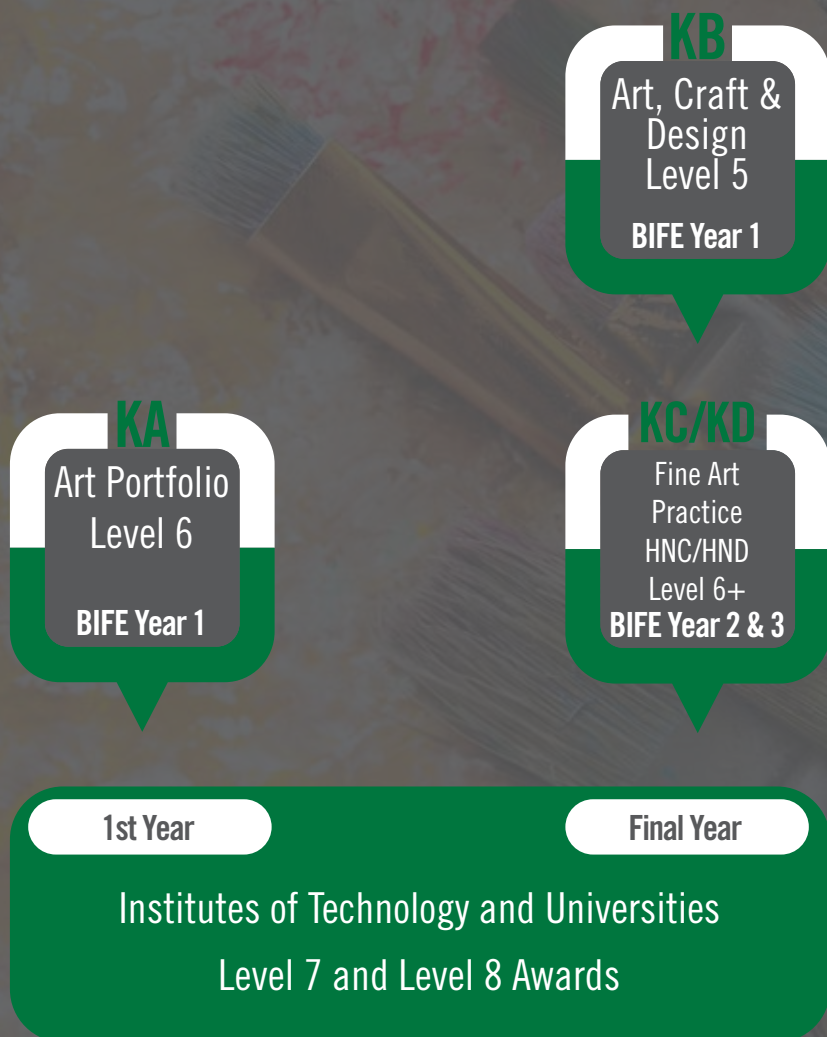 KB
Art, Craft &
Design
Level 5
BIFE Year 1
KA
Art Portfolio
Level 6
BIFE Year 1
KC/KD
Fine Art
Practice
HNC/HND
Level 6+
BIFE Year 2 & 3
1st Year
Final Year
Institutes of Technology and Universities
Level 7 and Level 8 Awards